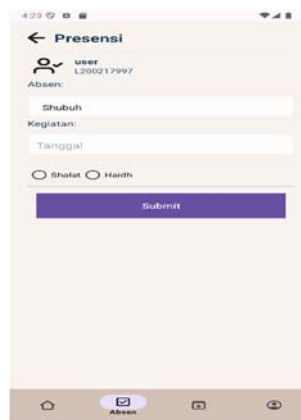 4:23
Presensi
user
L200217997
Absen:
Shubuh
Kegiatan:
Tanggal
Shalat Haidh
Submit
Absen